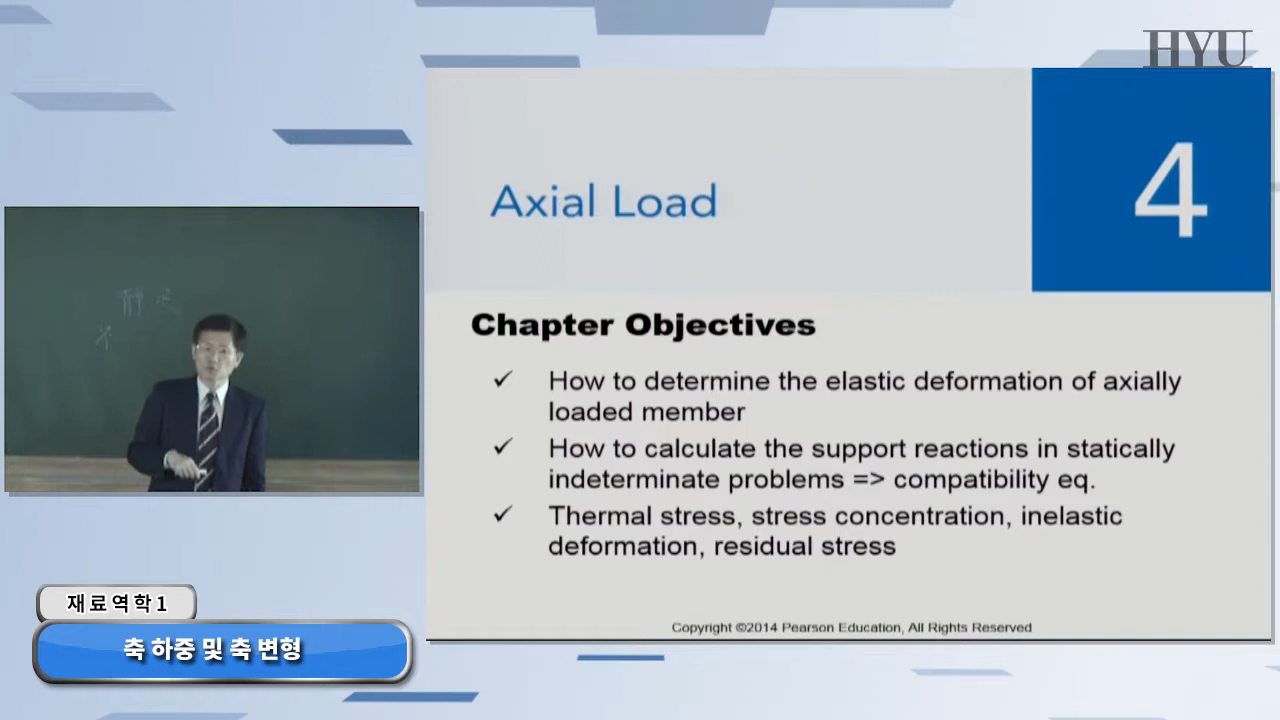 HYU
4
Axial Load
Chapter Objectives
✓ How to determine the elastic deformation of axially
loaded member
✓ How to calculate the support reactions in statically
indeterminate problems => compatibility eq.
✓ Thermal stress, stress concentration, inelastic
deformation, residual stress
Copyright ©2014 Pearson Education, All Rights Reserved
재료역학1
축 하중 및 축 변형